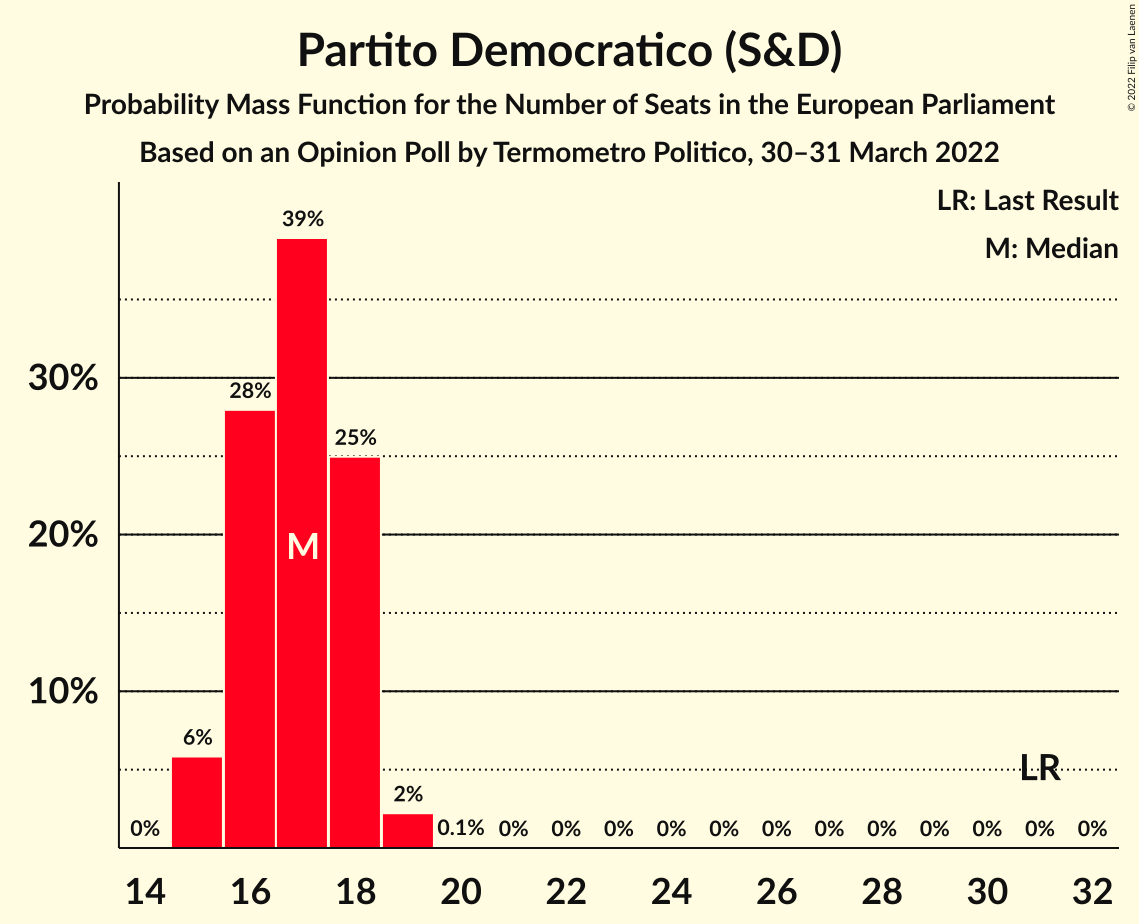 Partito Democratico (S&D)
Probability Mass Function for the Number of Seats in the European Parliament
Based on an Opinion Poll by Termometro Politico, 30–31 March 2022
© 2022 Filip van Laenen
LR: Last Result
M: Median
39%
30%
28%
25%
20%
M
10%
6%
LR
2%
0% 0.1% 0% 0% 0% 0% 0% 0% 0% 0% 0% 0% 0% 0%
14 16 18 20 22 24 26 28 30 32